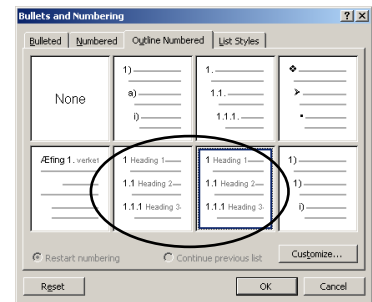 Bullets and Numbering
Bulleted Numbered Outline Numbered List Styles
None
1)
a)
i)
1.
1.1.
1.1.1.
Æfing 1. verket
1 Heading 1
1.1 Heading 2
1.1.1 Heading 3
1 Heading 1
1.1 Heading 2
1.1.1 Heading 3
1)
1)
i)
Restart numbering Continue previous list Customize...
Reset OK Cancel